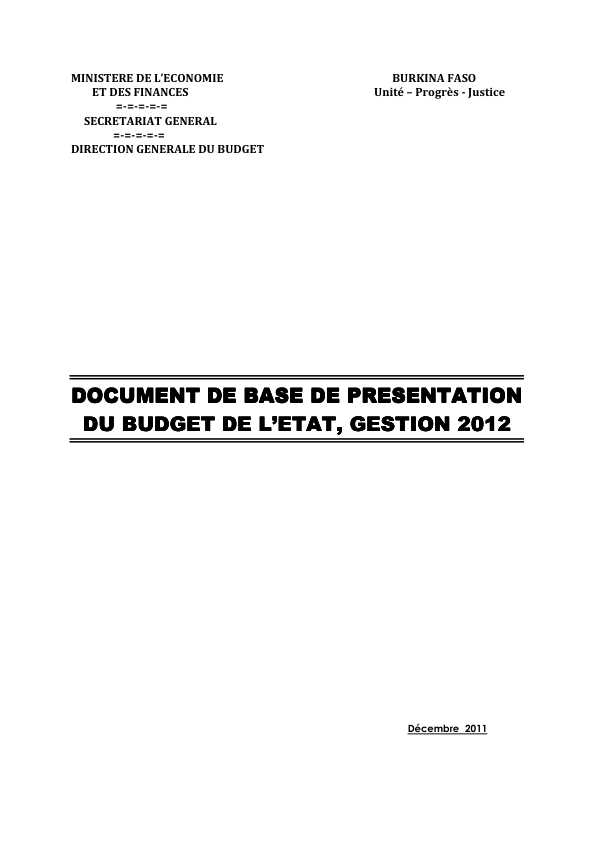 MINISTERE DE L'ECONOMIE
ET DES FINANCES
=-=-=-=-=
SECRETARIAT GENERAL
=-=-=-=-=
DIRECTION GENERALE DU BUDGET
BURKINA FASO
Unité – Progrès - Justice
DOCUMENT DE BASE DE PRESENTATION
DU BUDGET DE L'ETAT, GESTION 2012
Décembre 2011